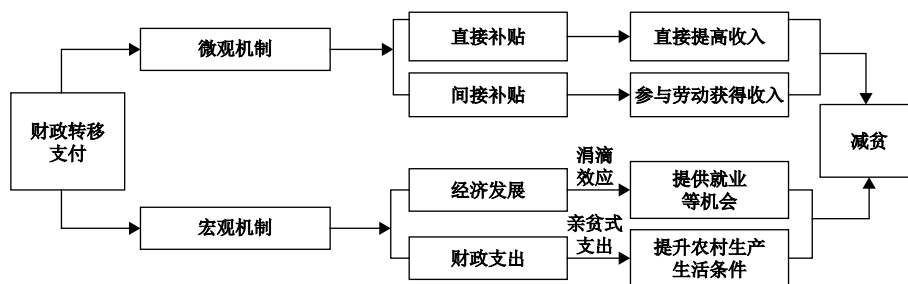 财政转移
支付
微观机制
宏观机制
直接补贴
间接补贴
经济发展
财政支出
涓滴
效应
亲贫式
支出
直接提高收入
参与劳动获得收入
提供就业
等机会
提升农村生产
生活条件
减贫